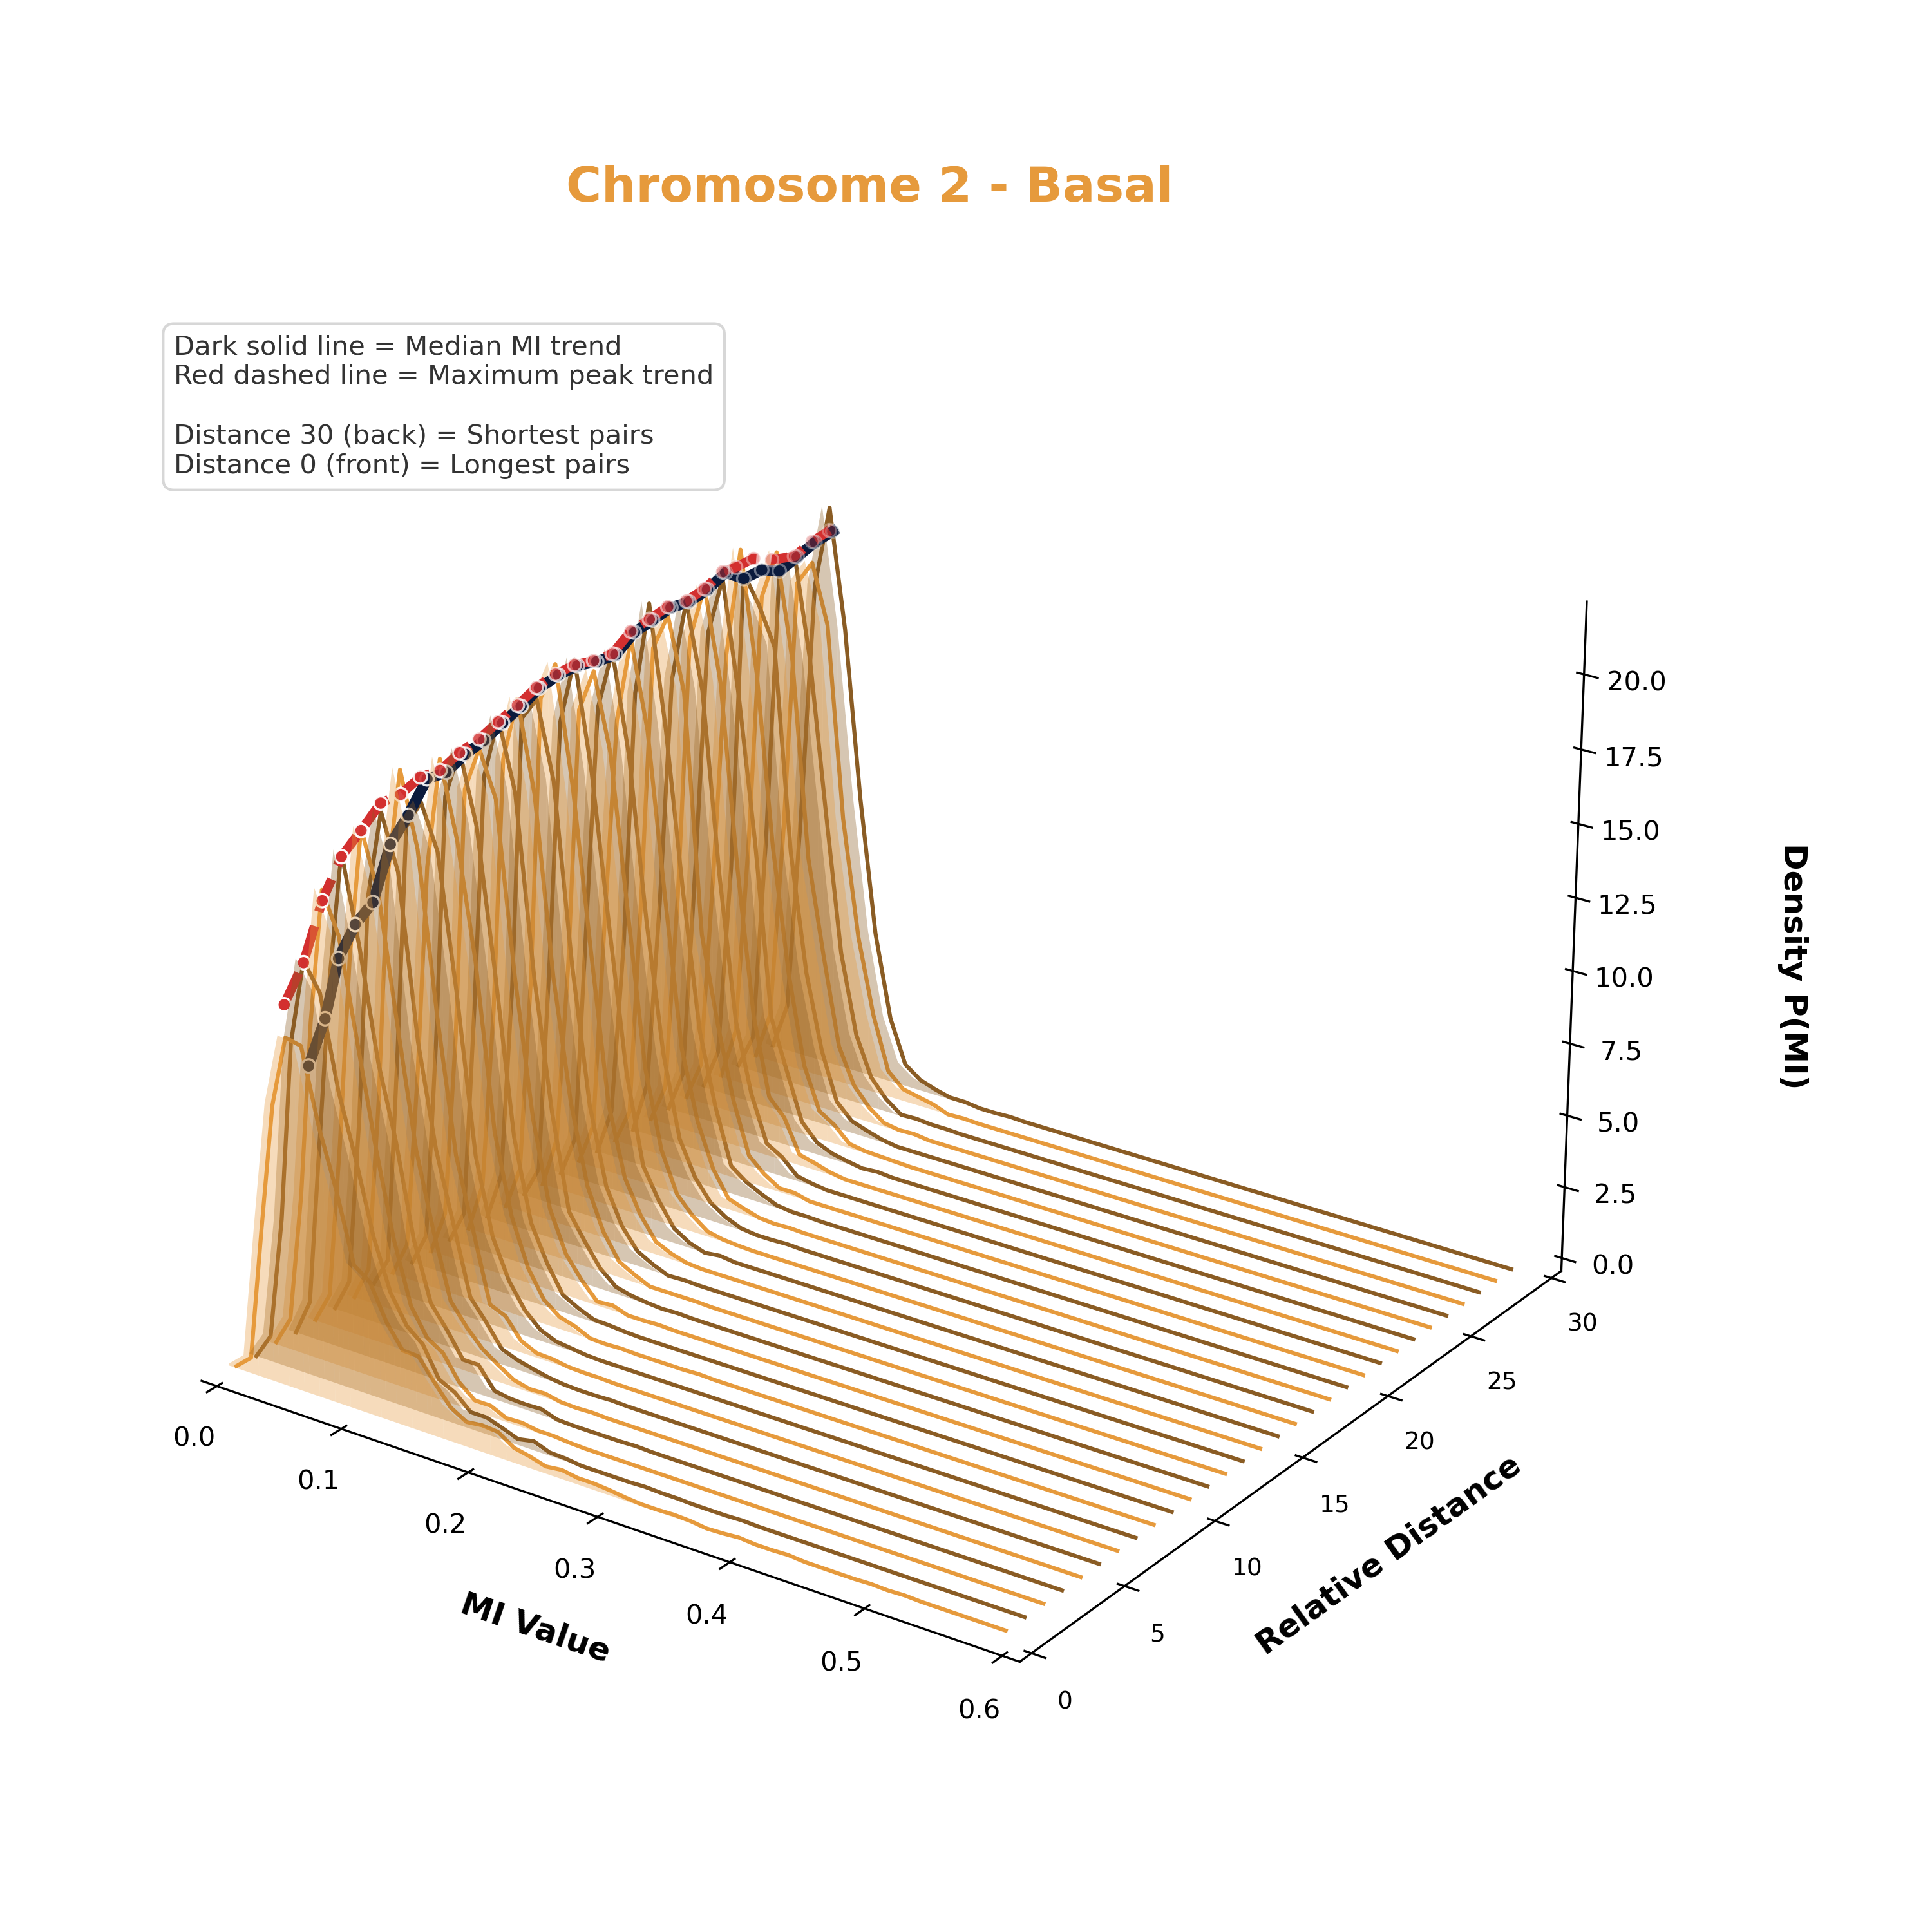 Chromosome 2 - Basal
Dark solid line = Median MI trend
Red dashed line = Maximum peak trend
Distance 30 (back) = Shortest pairs
Distance 0 (front) = Longest pairs
20.0
17.5
15.0
12.5
10.0
7.5
5.0
2.5
0.0
Density P(MI)
30
25
20
15
10
5
0
Relative Distance
0.0
0.1
0.2
0.3
0.4
0.5
0.6
MI Value